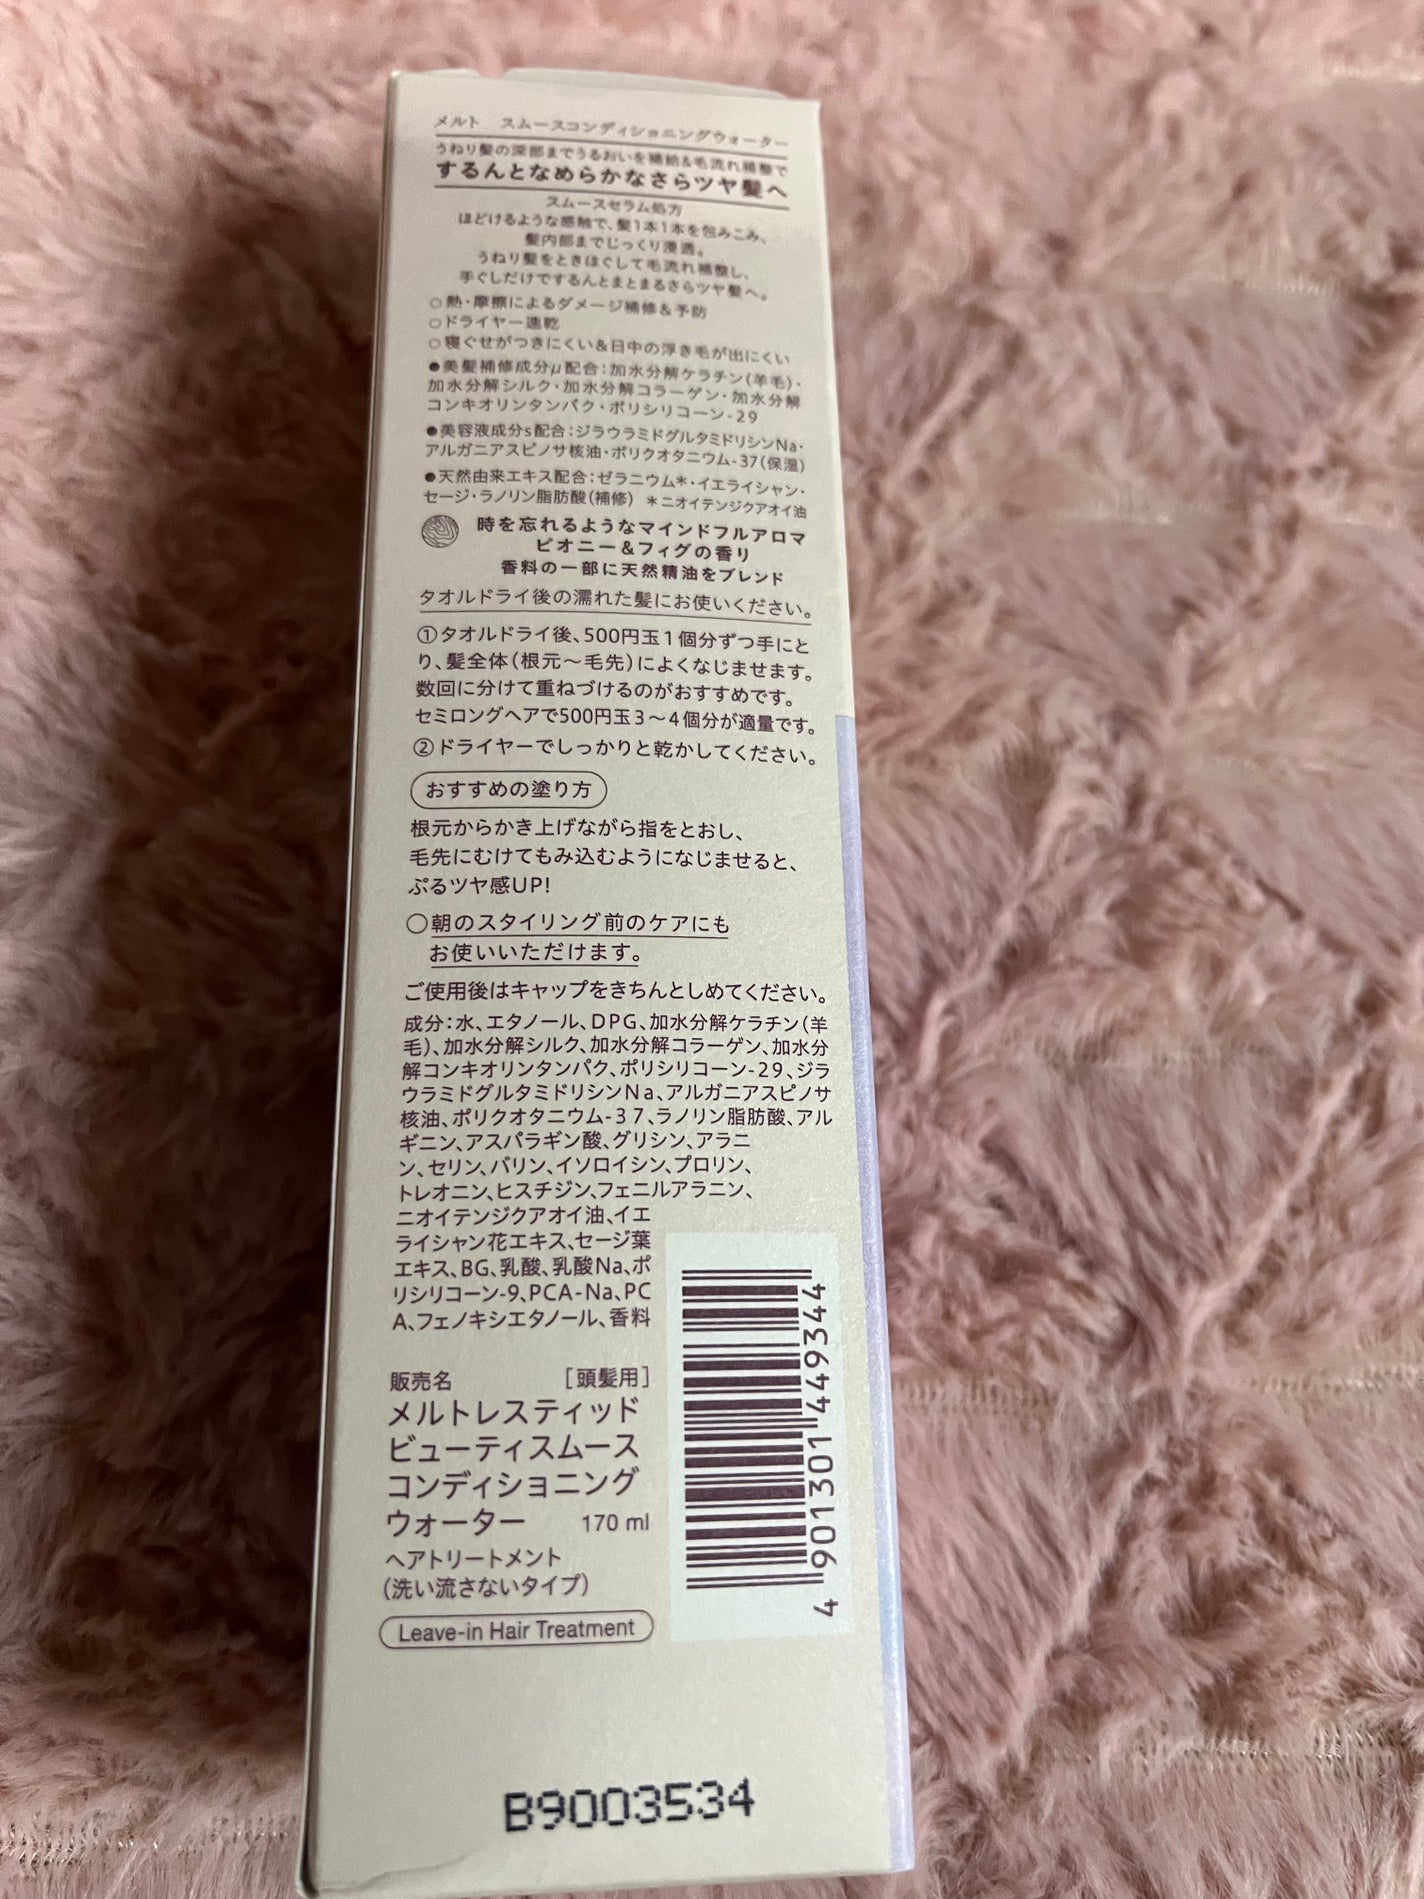 メルト　スムースコンディショニングウォーター
うねり髪の深部までうるおいを補給&毛流れ補整で
するんとなめらかなさらツヤ髪へ
スムースセラム処方
ほどけるような感触で、髪1本1本を包みこみ、
髪内部までじっくり浸透。
うねり髪をときほぐして毛流れ補整し、
手ぐしだけでするんとまとまるさらツヤ髪へ。
○熱・摩擦によるダメージ補修&予防
○ドライヤー速乾
○寝ぐせがつきにくい&日中の浮き毛が出にくい
●美髪補修成分μ配合：加水分解ケラチン（羊毛）・
加水分解シルク・加水分解コラーゲン・加水分解
コンキオリンタンパク・ポリシリコーン-29
●美容液成分s配合：ジラウラミドグルタミドリシンNa・
アルガニアスピノサ核油・ポリクオタニウム-37（保湿）
●天然由来エキス配合：ゼラニウム＊・イエライシャン・
セージ・ラノリン脂肪酸（補修）　＊ニオイテンジクアオイ油
時を忘れるようなマインドフルアロマ
ピオニー&フィグの香り
香料の一部に天然精油をブレンド
タオルドライ後の濡れた髪にお使いください。
①タオルドライ後、500円玉1個分ずつ手にと
り、髪全体（根元〜毛先）によくなじませます。
数回に分けて重ねづけるのがおすすめです。
セミロングヘアで500円玉3〜4個分が適量です。
②ドライヤーでしっかりと乾かしてください。
おすすめの塗り方
根元からかき上げながら指をとおし、
毛先にむけてもみ込むようになじませると、
ぷるツヤ感UP!
○朝のスタイリング前のケアにも
お使いいただけます。
ご使用後はキャップをきちんとしめてください。
成分：水、エタノール、DPG、加水分解ケラチン（羊
毛）、加水分解シルク、加水分解コラーゲン、加水分
解コンキオリンタンパク、ポリシリコーン-29、ジラ
ウラミドグルタミドリシンNa、アルガニアスピノサ
核油、ポリクオタニウム-37、ラノリン脂肪酸、アル
ギニン、アスパラギン酸、グリシン、アラニ
ン、セリン、バリン、イソロイシン、プロリン、
トレオニン、ヒスチジン、フェニルアラニン、
ニオイテンジクアオイ油、イエ
ライシャン花エキス、セージ葉
エキス、BG、乳酸、乳酸Na、ポ
リシリコーン-9、PCA-Na、PC
A、フェノキシエタノール、香料
販売名　［頭髪用］
メルトレスティッド
ビューティスムース
コンディショニング
ウォーター　170 ml
ヘアトリートメント
（洗い流さないタイプ）
Leave-in Hair Treatment
4 901301 449344
B9003534